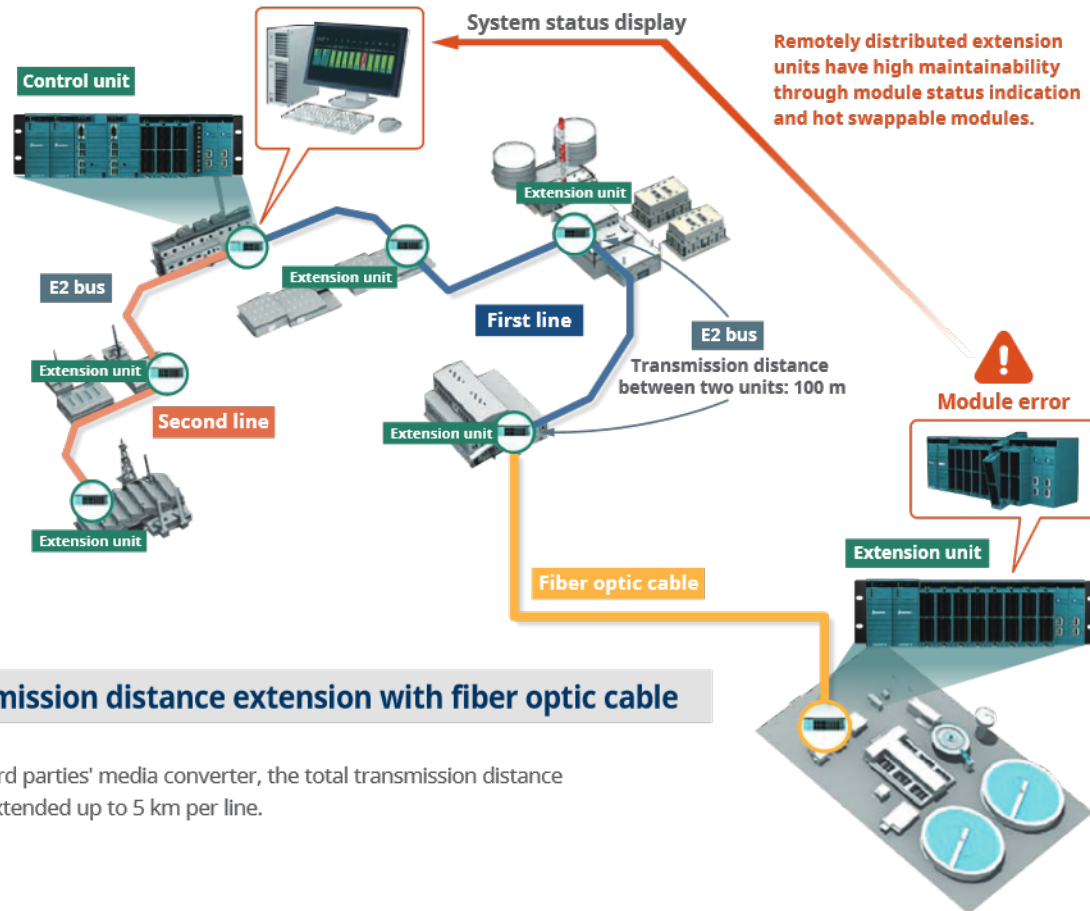 System status display
Remotely distributed extension
units have high maintainability
through module status indication
and hot swappable modules.
Control unit
Extension unit
Extension unit
E2 bus
First line
E2 bus
Transmission distance
between two units: 100 m
Extension unit
Second line
Extension unit
Module error
Extension unit
Extension unit
Fiber optic cable
mission distance extension with fiber optic cable
rd parties' media converter, the total transmission distance
xtended up to 5 km per line.